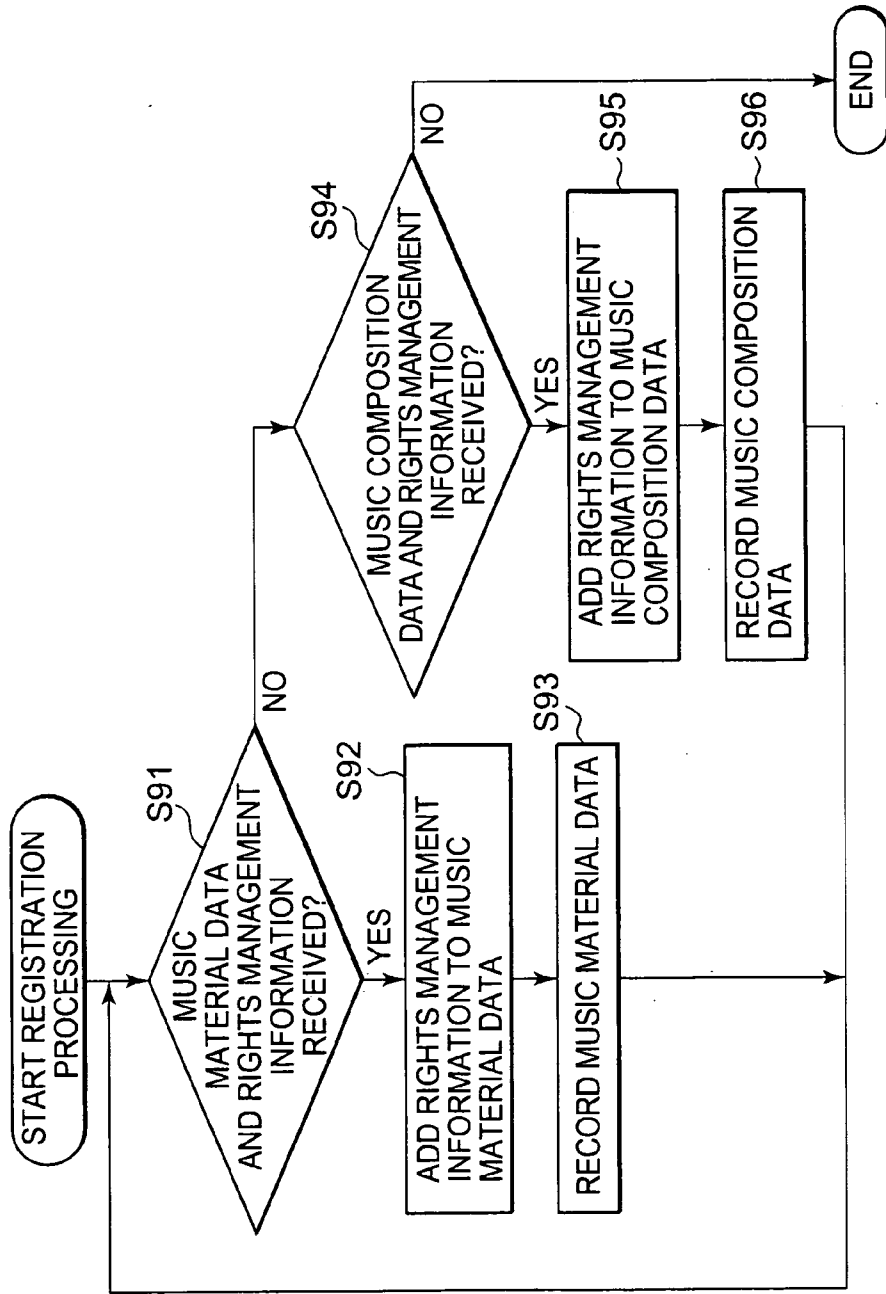 START REGISTRATION
PROCESSING
S91
MUSIC
MATERIAL DATA
AND RIGHTS MANAGEMENT
INFORMATION
RECEIVED?
NO
YES
S92
ADD RIGHTS MANAGEMENT
INFORMATION TO MUSIC
MATERIAL DATA
S93
RECORD MUSIC MATERIAL DATA
S94
MUSIC COMPOSITION
DATA AND RIGHTS MANAGEMENT
INFORMATION
RECEIVED?
NO
YES
S95
ADD RIGHTS MANAGEMENT
INFORMATION TO MUSIC
COMPOSITION DATA
S96
RECORD MUSIC COMPOSITION
DATA
END